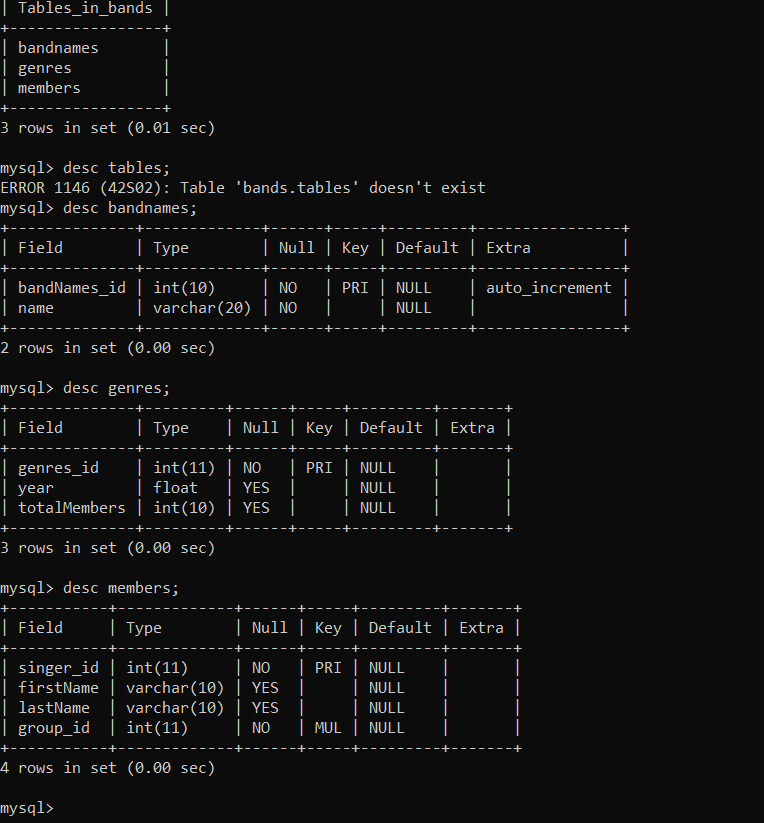 | Tables_in_bands |
+-----------------+
| bandnames       |
| genres          |
| members         |
+-----------------+
3 rows in set (0.01 sec)

mysql> desc tables;
ERROR 1146 (42S02): Table 'bands.tables' doesn't exist
mysql> desc bandnames;
+--------------+-------------+------+-----+---------+----------------+
| Field        | Type        | Null | Key | Default | Extra          |
+--------------+-------------+------+-----+---------+----------------+
| bandNames_id | int(10)     | NO   | PRI | NULL    | auto_increment |
| name         | varchar(20) | NO   |     | NULL    |                |
+--------------+-------------+------+-----+---------+----------------+
2 rows in set (0.00 sec)

mysql> desc genres;
+--------------+---------+------+-----+---------+-------+
| Field        | Type    | Null | Key | Default | Extra |
+--------------+---------+------+-----+---------+-------+
| genres_id    | int(11) | NO   | PRI | NULL    |       |
| year         | float   | YES  |     | NULL    |       |
| totalMembers | int(10) | YES  |     | NULL    |       |
+--------------+---------+------+-----+---------+-------+
3 rows in set (0.00 sec)

mysql> desc members;
+-----------+-------------+------+-----+---------+-------+
| Field     | Type        | Null | Key | Default | Extra |
+-----------+-------------+------+-----+---------+-------+
| singer_id | int(11)     | NO   | PRI | NULL    |       |
| firstName | varchar(10) | YES  |     | NULL    |       |
| lastName  | varchar(10) | YES  |     | NULL    |       |
| group_id  | int(11)     | NO   | MUL | NULL    |       |
+-----------+-------------+------+-----+---------+-------+
4 rows in set (0.00 sec)

mysql>